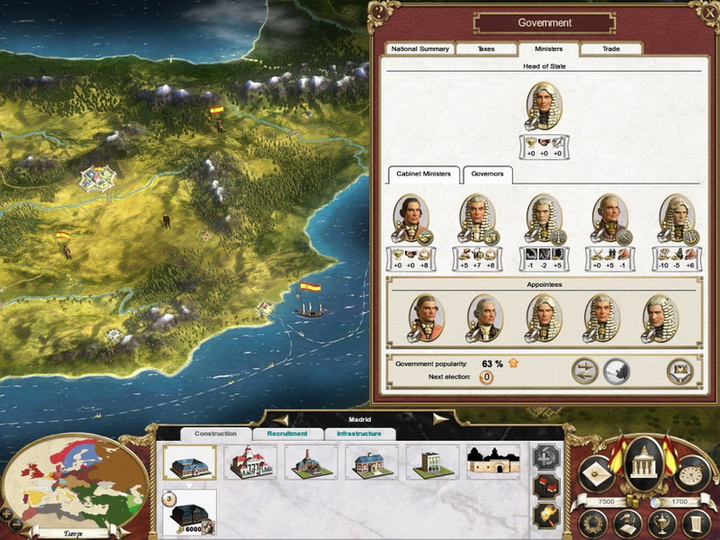 Government
National Summary
Taxes
Ministers
Trade
Head of State
+0 +0 +0
Cabinet Ministers
Governors
+0 +0 +8
+5 +7 +8
-1 -2 +5
+0 +5 -1
-10 -5 +6
Appointees
Government popularity: 63 %
Next election: 0
Madrid
Construction
Recruitment
Infrastructure
3
6000
Europe
7500
1700